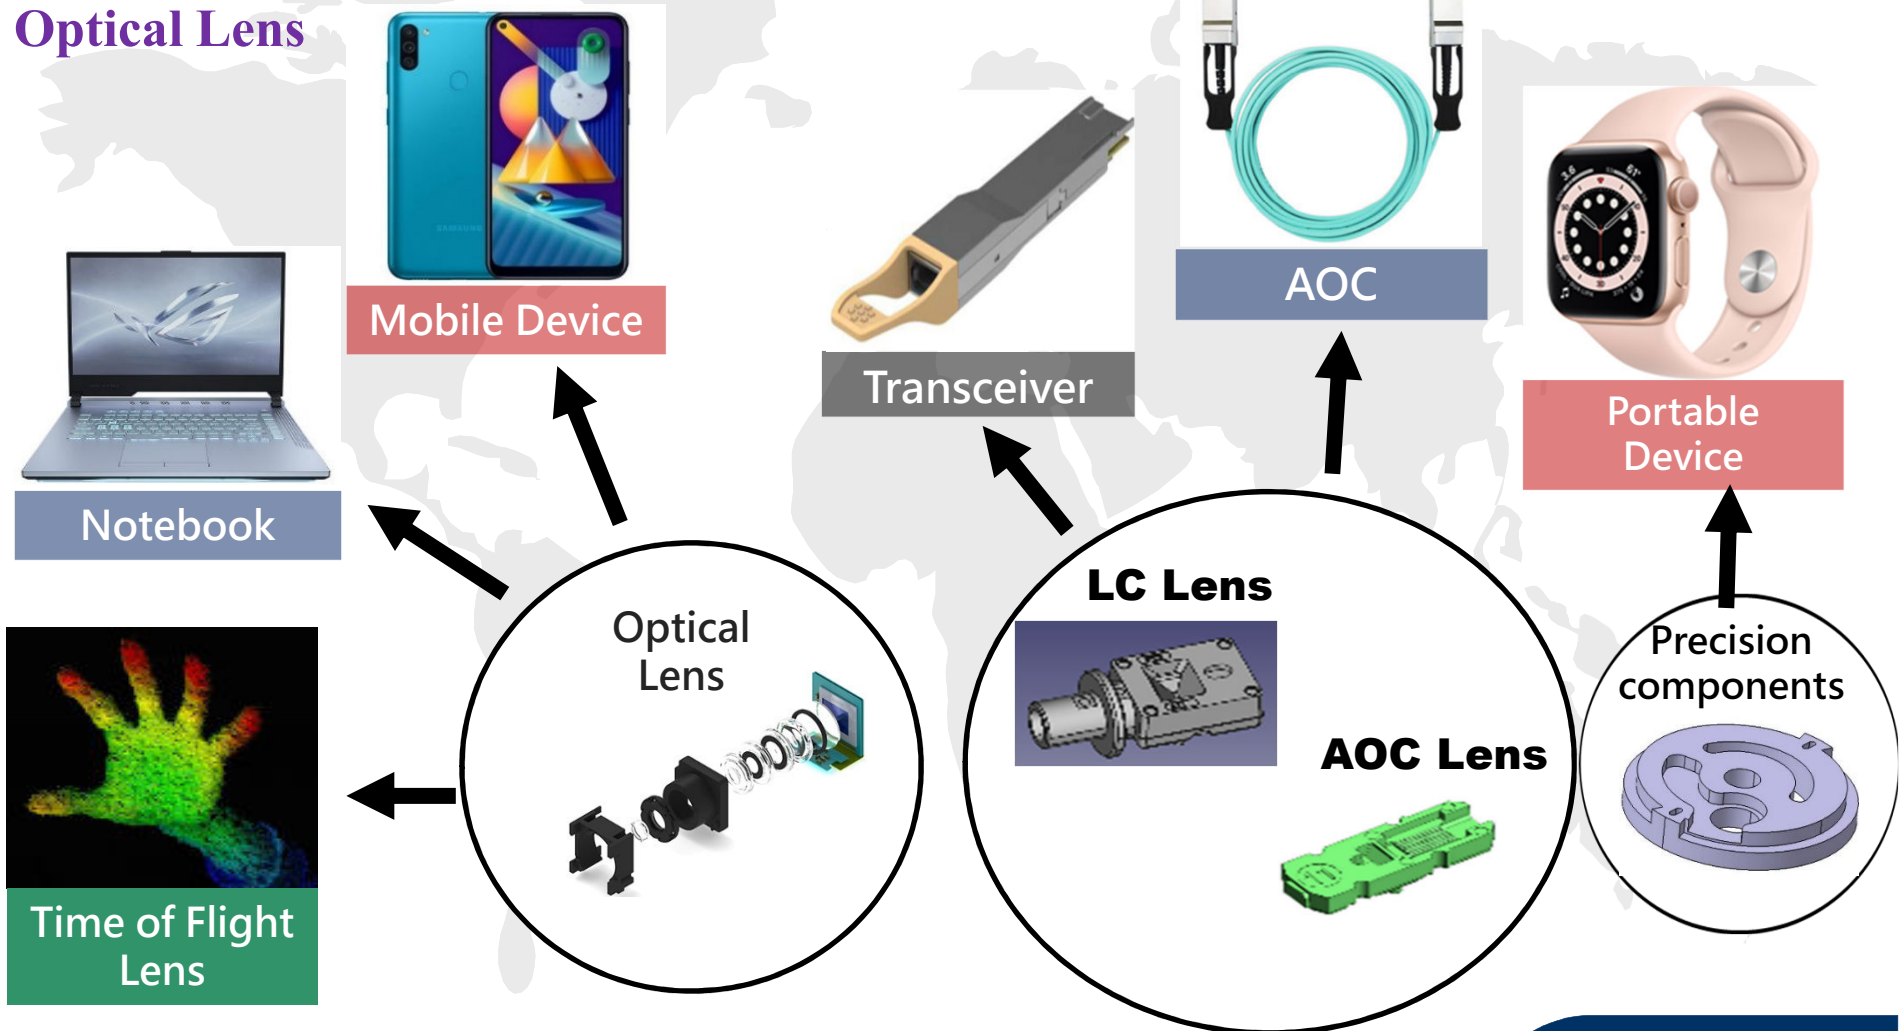 Optical Lens
SAMSUNG
Mobile Device
Notebook
Time of Flight
Lens
Transceiver
AOC
Portable
Device
Optical
Lens
LC Lens
AOC Lens
Precision
components